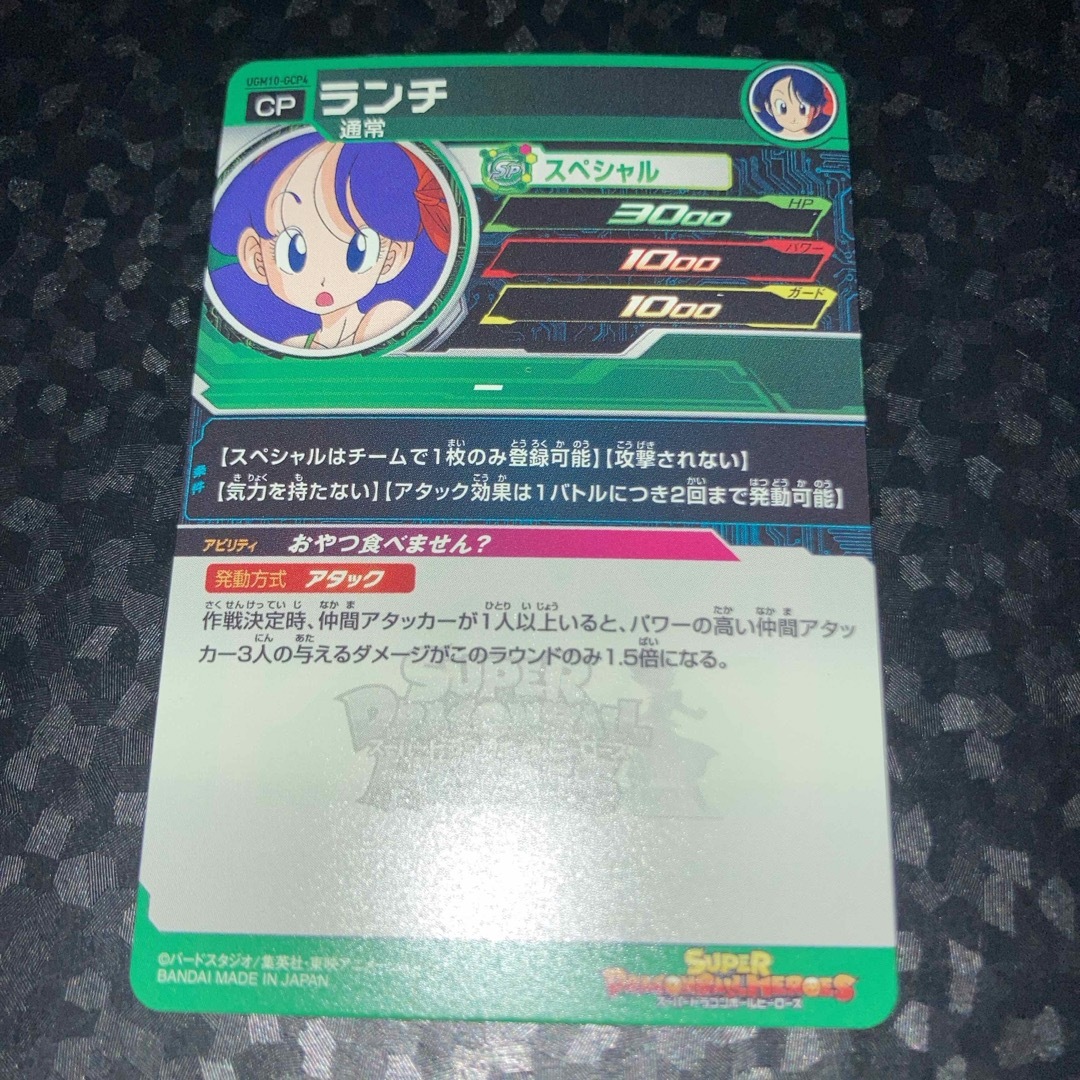 UGM10-GCP4
CP
ランチ
通常
SP
スペシャル
HP
3000
パワー
1000
ガード
1000
ー
条件
【スペシャルはチームで1枚のみ登録可能】【攻撃されない】
【気力を持たない】【アタック効果は1バトルにつき2回まで発動可能】
アビリティ おやつ食べません?
発動方式 アタック
作戦決定時、仲間アタッカーが1人以上いると、パワーの高い仲間アタッ
カー3人の与えるダメージがこのラウンドのみ1.5倍になる。
SUPER
DRAGONBALL
©バードスタジオ/集英社・東映アニメー
BANDAI MADE IN JAPAN
SUPER
DRAGONBALL HEROES
スーパードラゴンボールヒーローズ